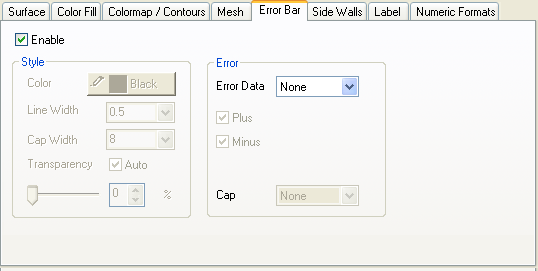 Surface Color Fill Colormap / Contours Mesh Error Bar Side Walls Label Numeric Formats
Enable
Style
Color Black
Line Width 0.5
Cap Width 8
Transparency Auto
0 %
Error
Error Data None
Plus
Minus
Cap None